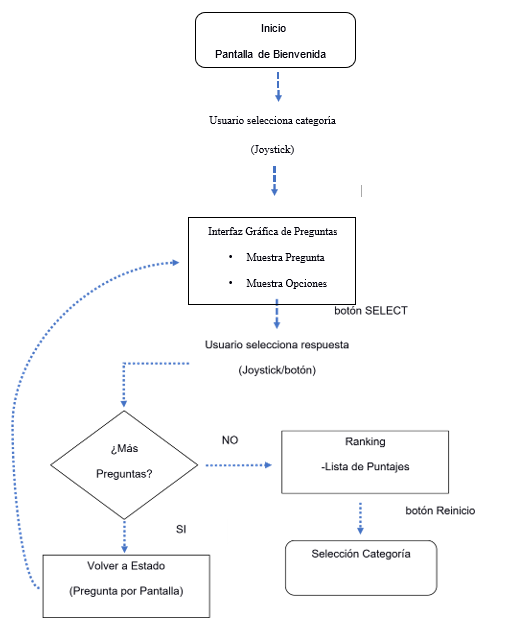 Inicio
Pantalla de Bienvenida
Usuario selecciona categoría
(Joystick)
Interfaz Gráfica de Preguntas
• Muestra Pregunta
• Muestra Opciones
botón SELECT
Usuario selecciona respuesta
(Joystick/botón)
¿Más
Preguntas?
NO
Ranking
-Lista de Puntajes
botón Reinicio
SI
Selección Categoría
Volver a Estado
(Pregunta por Pantalla)